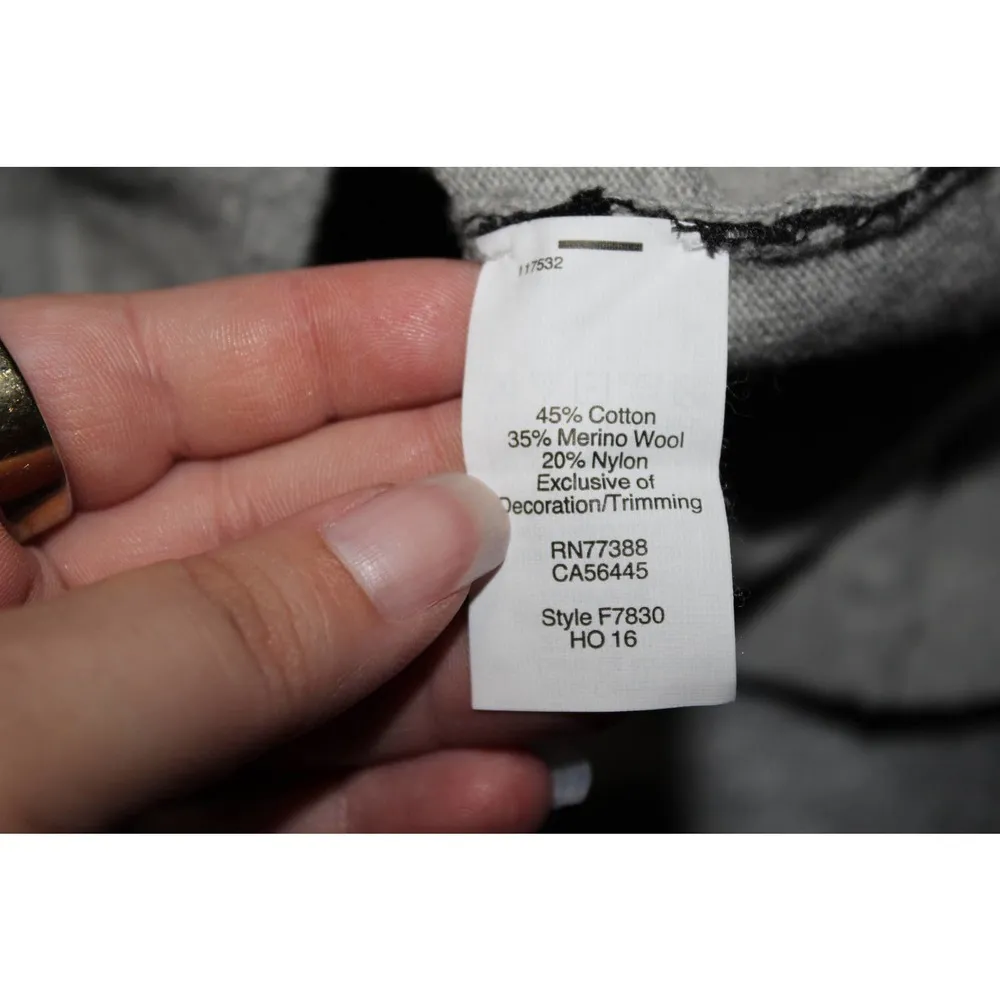 117532
45% Cotton
35% Merino Wool
20% Nylon
Exclusive of
Decoration/Trimming
RN77388
CA56445
Style F7830
HO 16